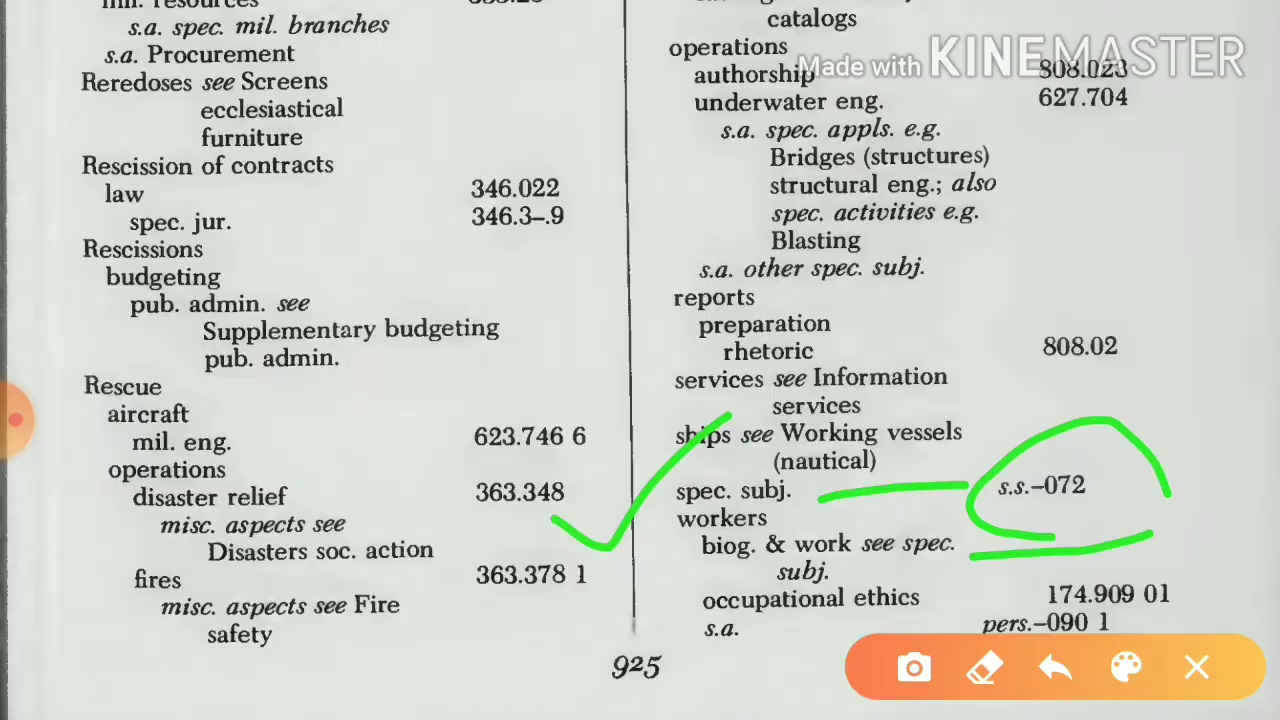 s.a. spec. mil. branches
s.a. Procurement
Reredoses see Screens
ecclesiastical
furniture
Rescission of contracts
law 346.022
spec. jur. 346.3–.9
Rescissions
budgeting
pub. admin. see
Supplementary budgeting
pub. admin.
Rescue
aircraft
mil. eng. 623.746 6
operations
disaster relief 363.348
misc. aspects see
Disasters soc. action
fires 363.378 1
misc. aspects see Fire
safety
catalogs
operations
authorship 808.023
underwater eng. 627.704
s.a. spec. appls. e.g.
Bridges (structures)
structural eng.; also
spec. activities e.g.
Blasting
s.a. other spec. subj.
reports
preparation
rhetoric 808.02
services see Information
services
ships see Working vessels
(nautical)
spec. subj. s.s.–072
workers
biog. & work see spec.
subj.
occupational ethics 174.909 01
s.a. pers.–090 1
925
Made with KINEMASTER